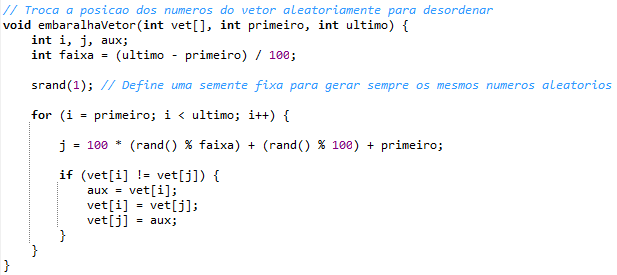 // Troca a posicao dos numeros do vetor aleatoriamente para desordenar
void embaralhaVetor(int vet[], int primeiro, int ultimo) {
int i, j, aux;
int faixa = (ultimo - primeiro) / 100;
srand(1); // Define uma semente fixa para gerar sempre os mesmos numeros aleatorios
for (i = primeiro; i < ultimo; i++) {
j = 100 * (rand() % faixa) + (rand() % 100) + primeiro;
if (vet[i] != vet[j]) {
aux = vet[i];
vet[i] = vet[j];
vet[j] = aux;
}
}
}